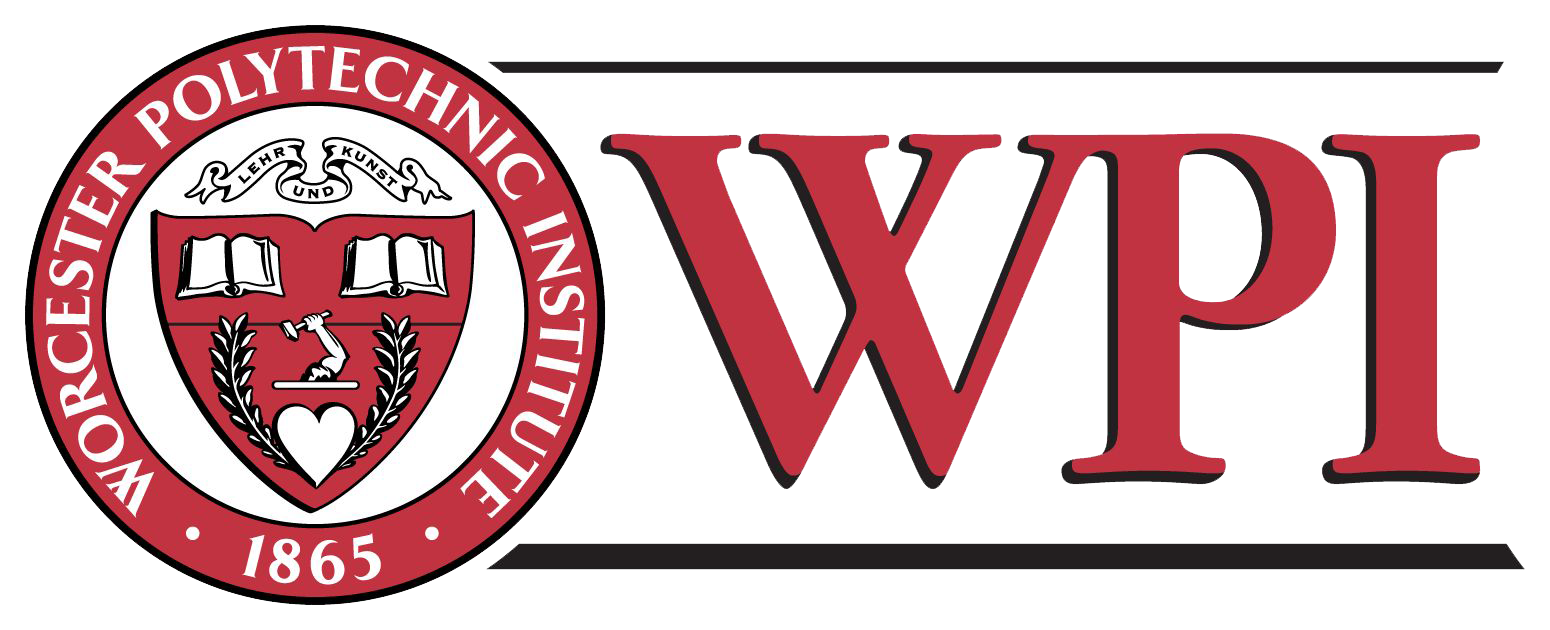 WORCESTER POLYTECHNIC INSTITUTE
LEHR UND KUNST
• 1865 •
WPI